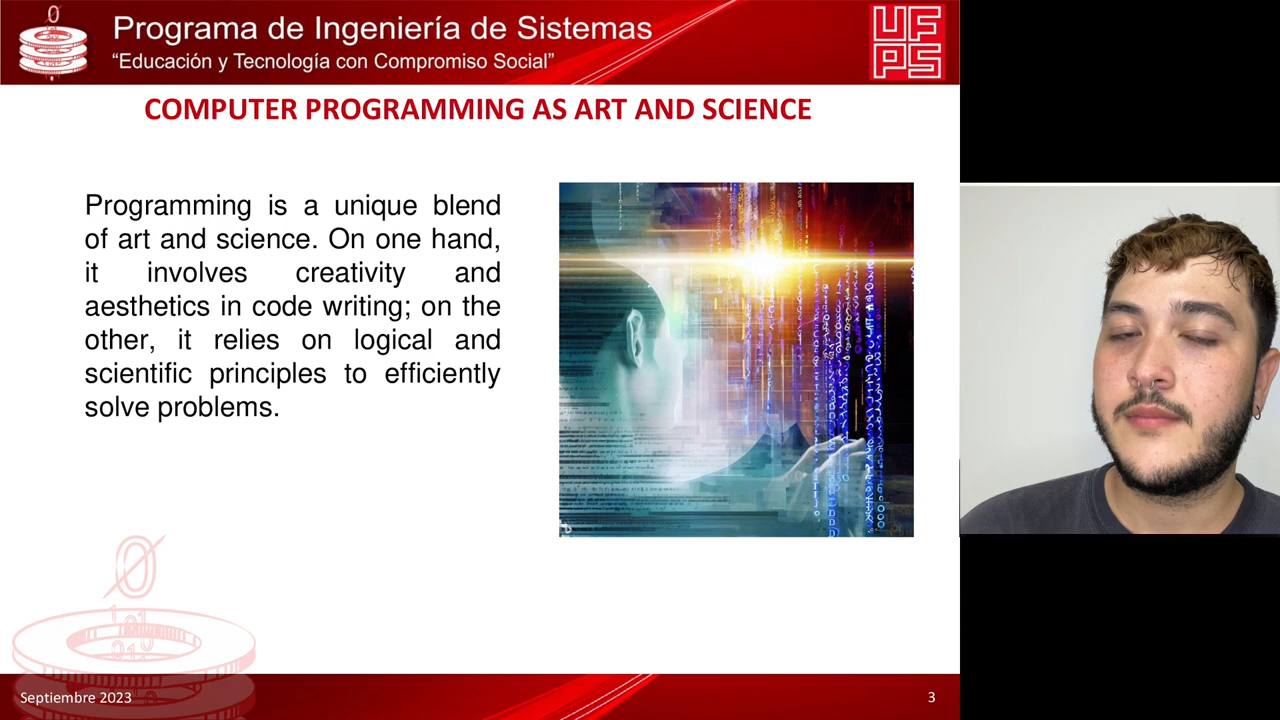 Programa de Ingeniería de Sistemas
“Educación y Tecnología con Compromiso Social”
UF
PS
COMPUTER PROGRAMMING AS ART AND SCIENCE
Programming is a unique blend
of art and science. On one hand,
it involves creativity and
aesthetics in code writing; on the
other, it relies on logical and
scientific principles to efficiently
solve problems.
Septiembre 2023
3